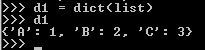 >>> d1 = dict(list)
>>> d1
{'A': 1, 'B': 2, 'C': 3}
>>>